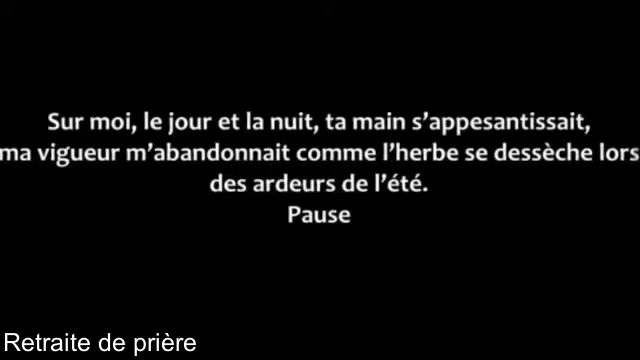 Sur moi, le jour et la nuit, ta main s’appesantissait,
ma vigueur m’abandonnait comme l’herbe se dessèche lors
des ardeurs de l’été.
Pause
Retraite de prière